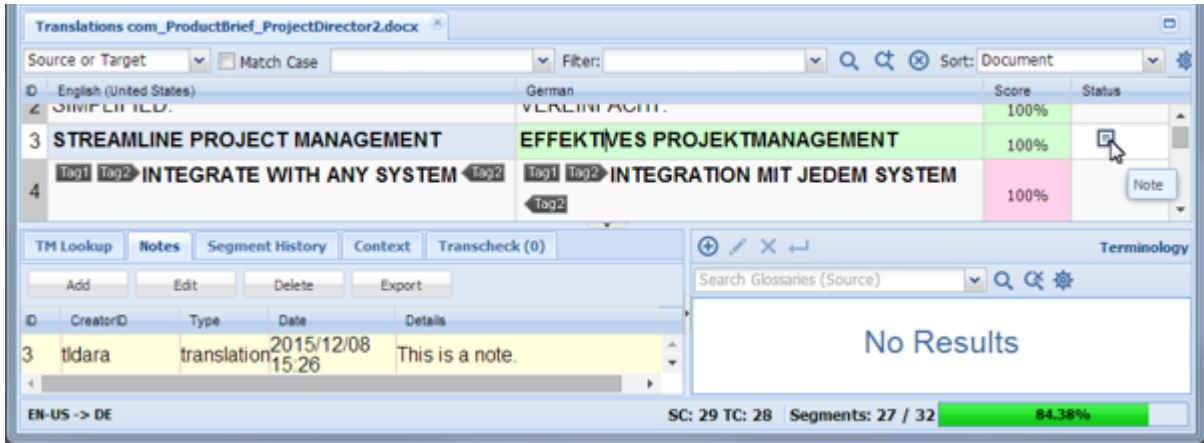 Translations com_ProductBrief_ProjectDirector2.docx
Source or Target Match Case Filter: Sort: Document
ID English (United States) German Score Status
2 SIMPLIFIED. VEREINFACHT. 100%
3 STREAMLINE PROJECT MANAGEMENT EFFEKTIVES PROJEKTMANAGEMENT 100%
4 Tag1 Tag2 INTEGRATE WITH ANY SYSTEM Tag2 Tag1 Tag2 INTEGRATION MIT JEDEM SYSTEM
Tag2 100%
Note
TM Lookup Notes Segment History Context Transcheck (0) Terminology
Add Edit Delete Export Search Glossaries (Source)
ID CreatorID Type Date Details
3 tldara translation 2015/12/08
15:26 This is a note.
No Results
EN-US -> DE SC: 29 TC: 28 Segments: 27 / 32 84.38%